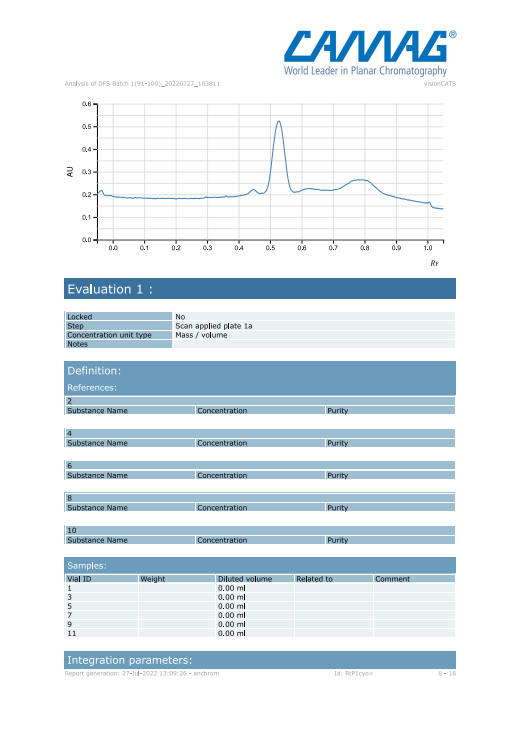 CAMAG®
World Leader in Planar Chromatography
Analysis of DPS Batch 1(91-100)_20220727_103811 visionCATS
0.6
0.5
0.4
AU
0.3
0.2
0.1
0.0
0.0 0.1 0.2 0.3 0.4 0.5 0.6 0.7 0.8 0.9 1.0
RF
Evaluation 1 :
Locked No
Step Scan applied plate 1a
Concentration unit type Mass / volume
Notes
Definition:
References:
2
Substance Name Concentration Purity
4
Substance Name Concentration Purity
6
Substance Name Concentration Purity
8
Substance Name Concentration Purity
10
Substance Name Concentration Purity
Samples:
Vial ID Weight Diluted volume Related to Comment
1 0.00 ml
3 0.00 ml
5 0.00 ml
7 0.00 ml
9 0.00 ml
11 0.00 ml
Integration parameters:
Report generation: 27-Jul-2022 13:09:26 - anchrom Id: 8 - 16